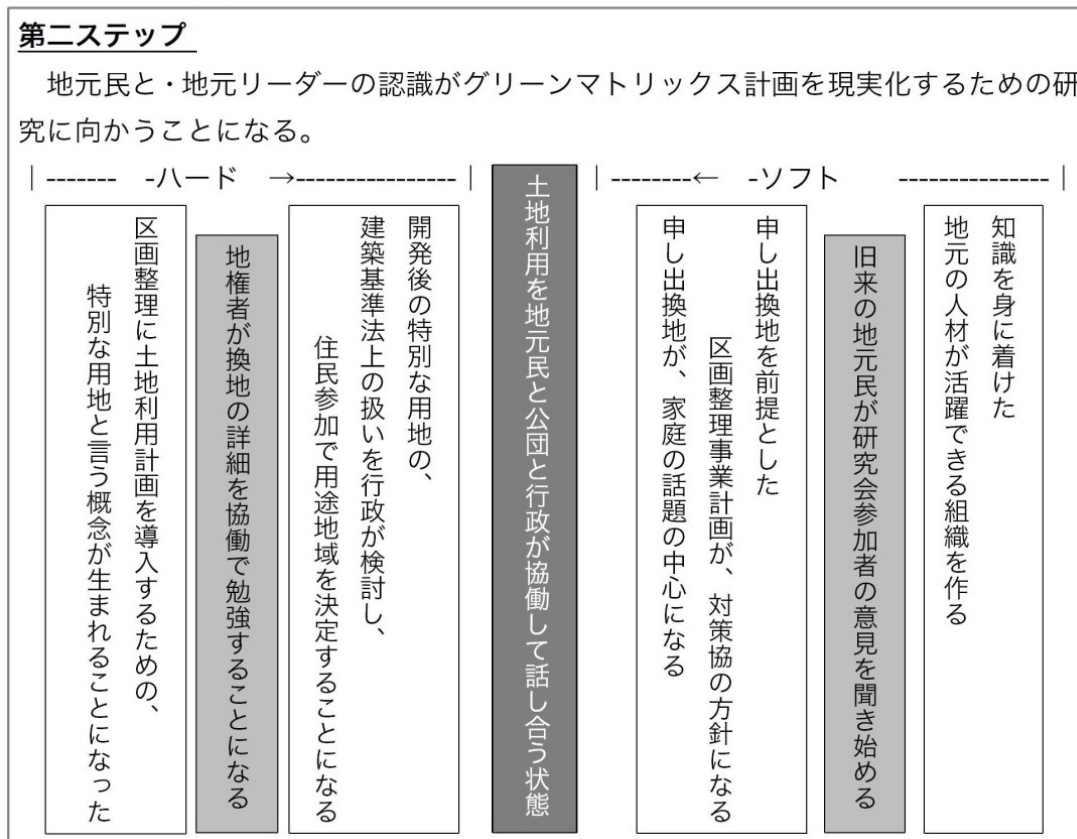 第二ステップ
地元民と・地元リーダーの認識がグリーンマトリックス計画を現実化するための研
究に向かうことになる。
｜------- -ハード →----------------｜
｜--------← -ソフト ---------------｜
知識を身に着けた
地元の人材が活躍できる組織を作る
旧来の地元民が研究会参加者の意見を聞き始める
申し出換地を前提とした
区画整理事業計画が、対策協の方針になる
申し出換地が、家庭の話題の中心になる
土地利用を地元民と公団と行政が協働して話し合う状態
開発後の特別な用地の、
建築基準法上の扱いを行政が検討し、
住民参加で用途地域を決定することになる
地権者が換地の詳細を協働で勉強することになる
区画整理に土地利用計画を導入するための、
特別な用地と言う概念が生まれることになった